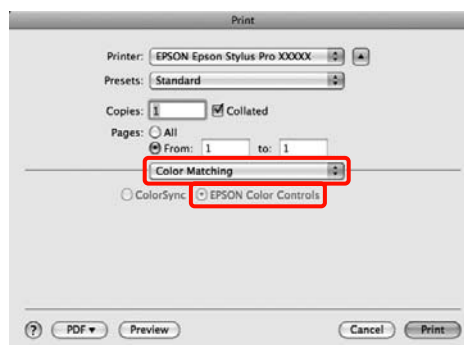 Print
Printer: EPSON Epson Stylus Pro XXXXX
Presets: Standard
Copies: 1 Collated
Pages: All
From: 1 to: 1
Color Matching
ColorSync EPSON Color Controls
? PDF▼ Preview Cancel Print